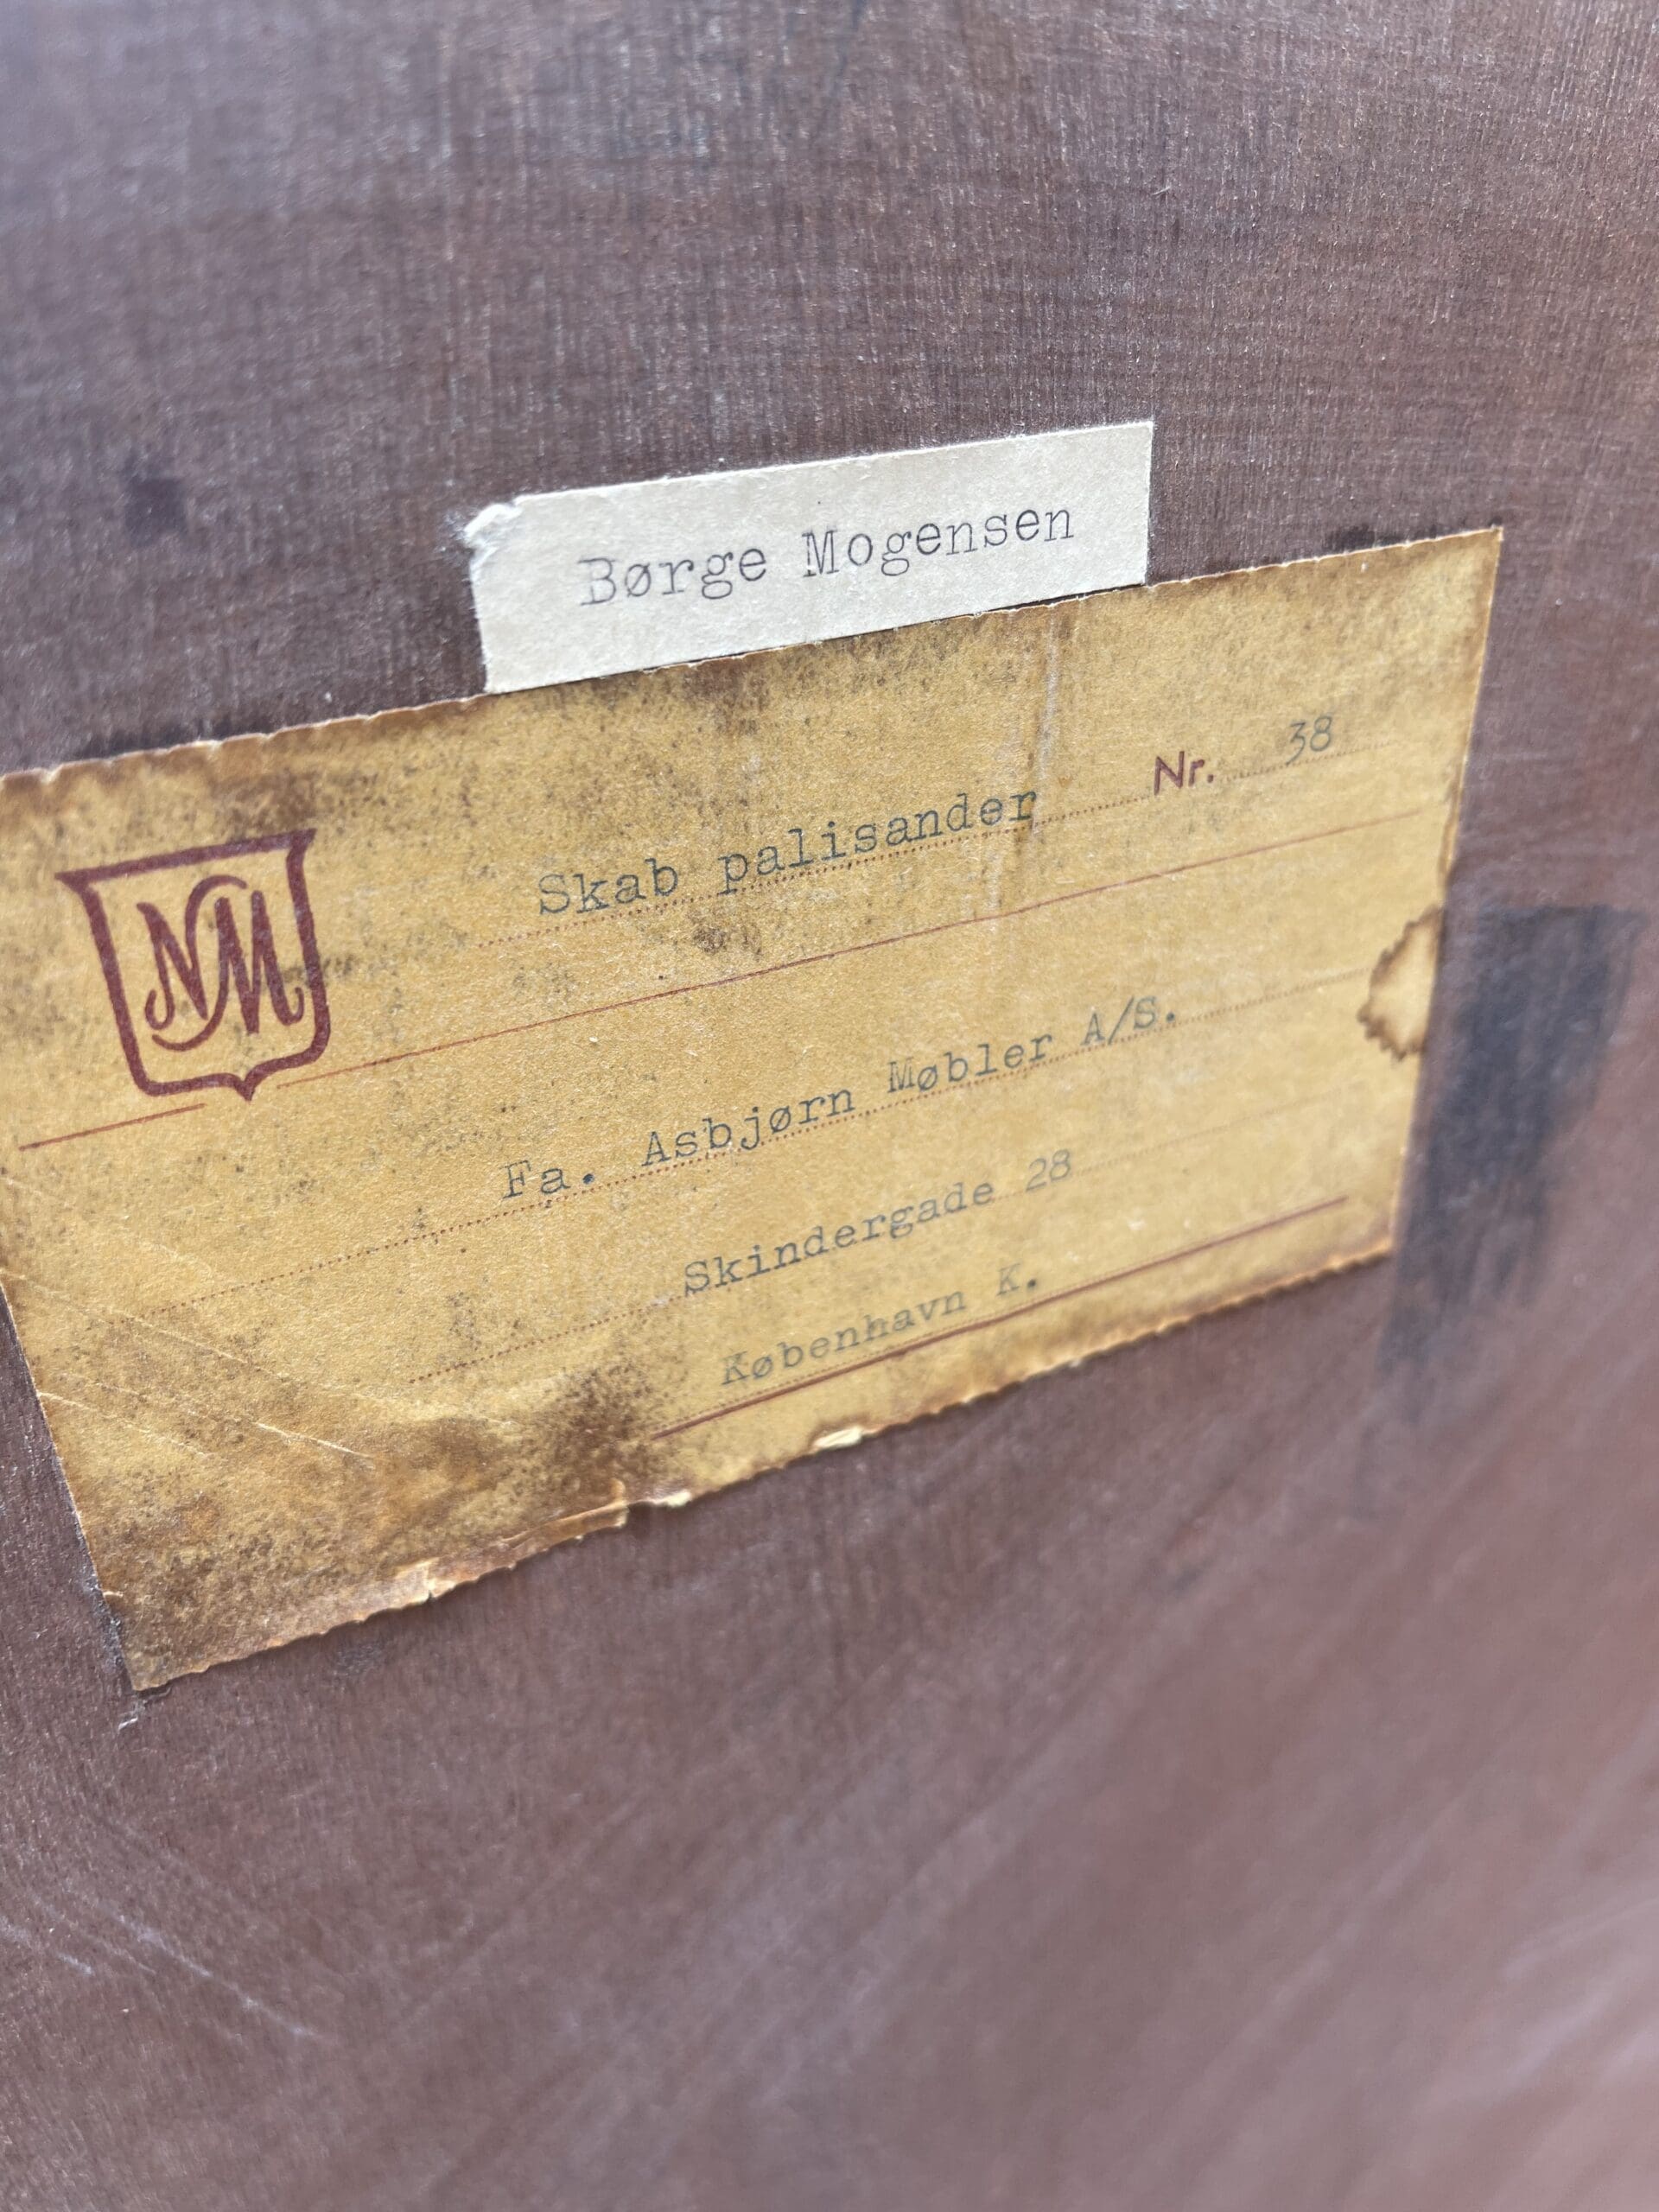 Børge Mogensen
NM
Skab palisander Nr. 38
Fa. Asbjørn Møbler A/S.
Skindergade 28
København K.